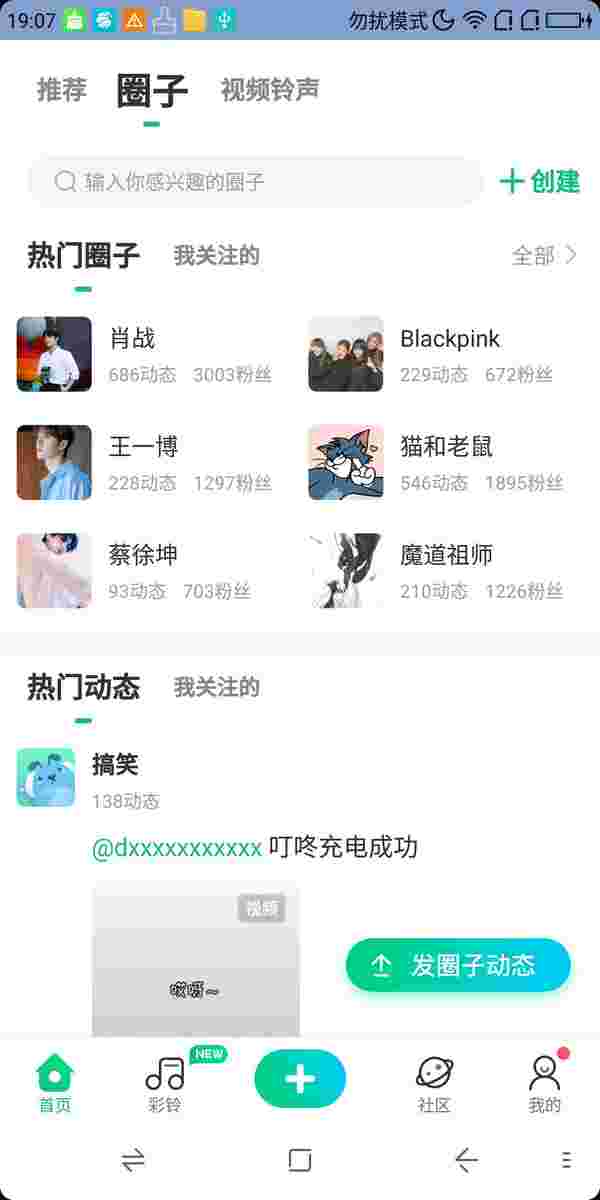 19:07 勿扰模式
推荐 圈子 视频铃声
输入你感兴趣的圈子 创建
热门圈子 我关注的 全部
肖战 Blackpink
686动态 3003粉丝 229动态 672粉丝
王一博 猫和老鼠
228动态 1297粉丝 546动态 1895粉丝
蔡徐坤 魔道祖师
93动态 703粉丝 210动态 1226粉丝
热门动态 我关注的
搞笑
138动态
@dxxxxxxxxxxx 叮咚充电成功
视频
发圈子动态
哎呀~
NEW
首页 彩铃 社区 我的